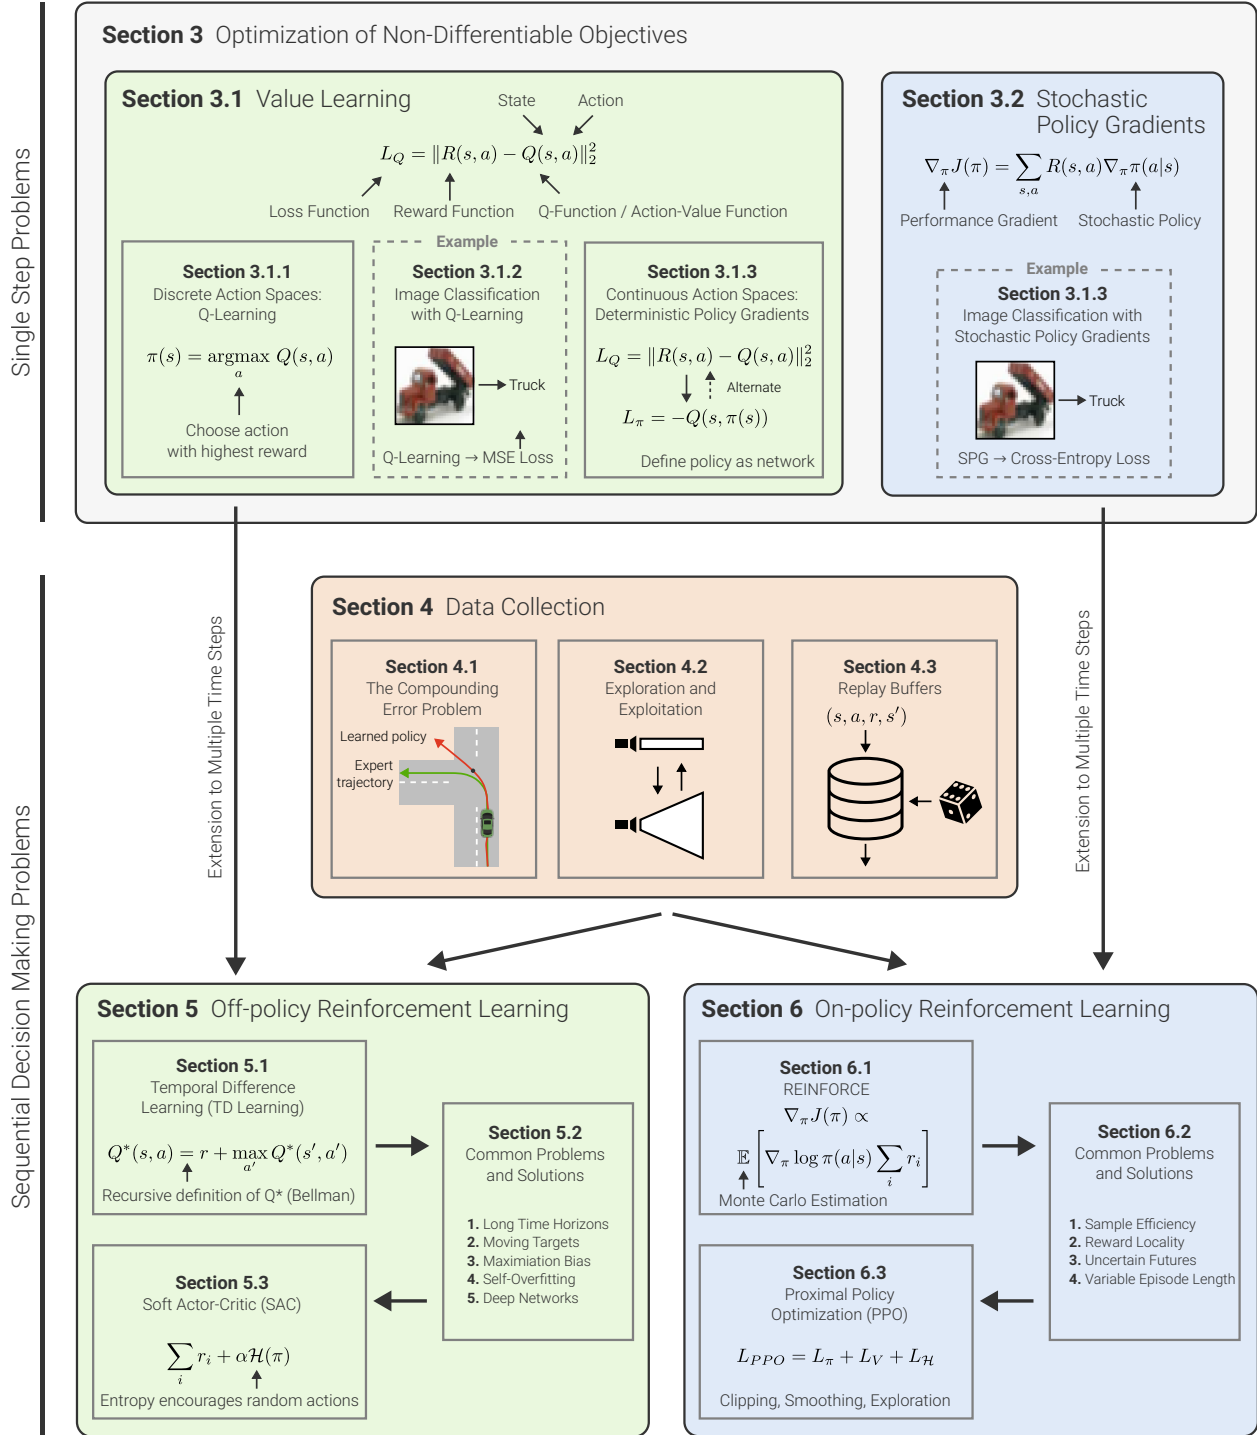 Single Step Problems
Section 3 Optimization of Non-Differentiable Objectives
Section 3.1 Value Learning
State
Action
L_Q = ‖R(s, a) − Q(s, a)‖₂²
Loss Function
Reward Function
Q-Function / Action-Value Function
Section 3.1.1
Discrete Action Spaces:
Q-Learning
π(s) = argmax Q(s, a)
a
Choose action
with highest reward
Example
Section 3.1.2
Image Classification
with Q-Learning
Truck
Q-Learning → MSE Loss
Section 3.1.3
Continuous Action Spaces:
Deterministic Policy Gradients
L_Q = ‖R(s, a) − Q(s, a)‖₂²
Alternate
L_π = −Q(s, π(s))
Define policy as network
Section 3.2 Stochastic
Policy Gradients
∇_π J(π) = ∑ R(s, a)∇_π π(a|s)
s,a
Performance Gradient
Stochastic Policy
Example
Section 3.1.3
Image Classification with
Stochastic Policy Gradients
Truck
SPG → Cross-Entropy Loss
Sequential Decision Making Problems
Extension to Multiple Time Steps
Section 4 Data Collection
Section 4.1
The Compounding
Error Problem
Learned policy
Expert
trajectory
Section 4.2
Exploration and
Exploitation
Section 4.3
Replay Buffers
(s, a, r, s′)
Extension to Multiple Time Steps
Section 5 Off-policy Reinforcement Learning
Section 5.1
Temporal Difference
Learning (TD Learning)
Q*(s, a) = r + max Q*(s′, a′)
a′
Recursive definition of Q* (Bellman)
Section 5.2
Common Problems
and Solutions
1. Long Time Horizons
2. Moving Targets
3. Maximiation Bias
4. Self-Overfitting
5. Deep Networks
Section 5.3
Soft Actor-Critic (SAC)
∑ r_i + αℋ(π)
i
Entropy encourages random actions
Section 6 On-policy Reinforcement Learning
Section 6.1
REINFORCE
∇_π J(π) ∝
𝔼 [∇_π log π(a|s) ∑ r_i]
i
Monte Carlo Estimation
Section 6.2
Common Problems
and Solutions
1. Sample Efficiency
2. Reward Locality
3. Uncertain Futures
4. Variable Episode Length
Section 6.3
Proximal Policy
Optimization (PPO)
L_PPO = L_π + L_V + L_ℋ
Clipping, Smoothing, Exploration